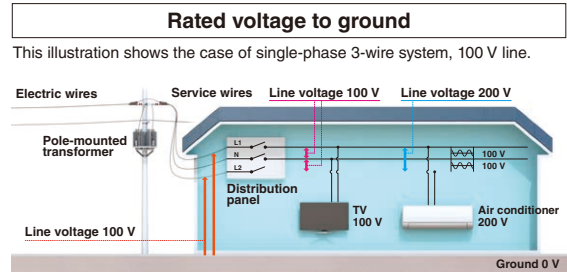 Rated voltage to ground
This illustration shows the case of single-phase 3-wire system, 100 V line.
Electric wires
Service wires
Line voltage 100 V
Line voltage 200 V
Pole-mounted
transformer
L1
N
L2
100 V
100 V
Distribution
panel
TV
100 V
Air conditioner
200 V
Line voltage 100 V
Ground 0 V